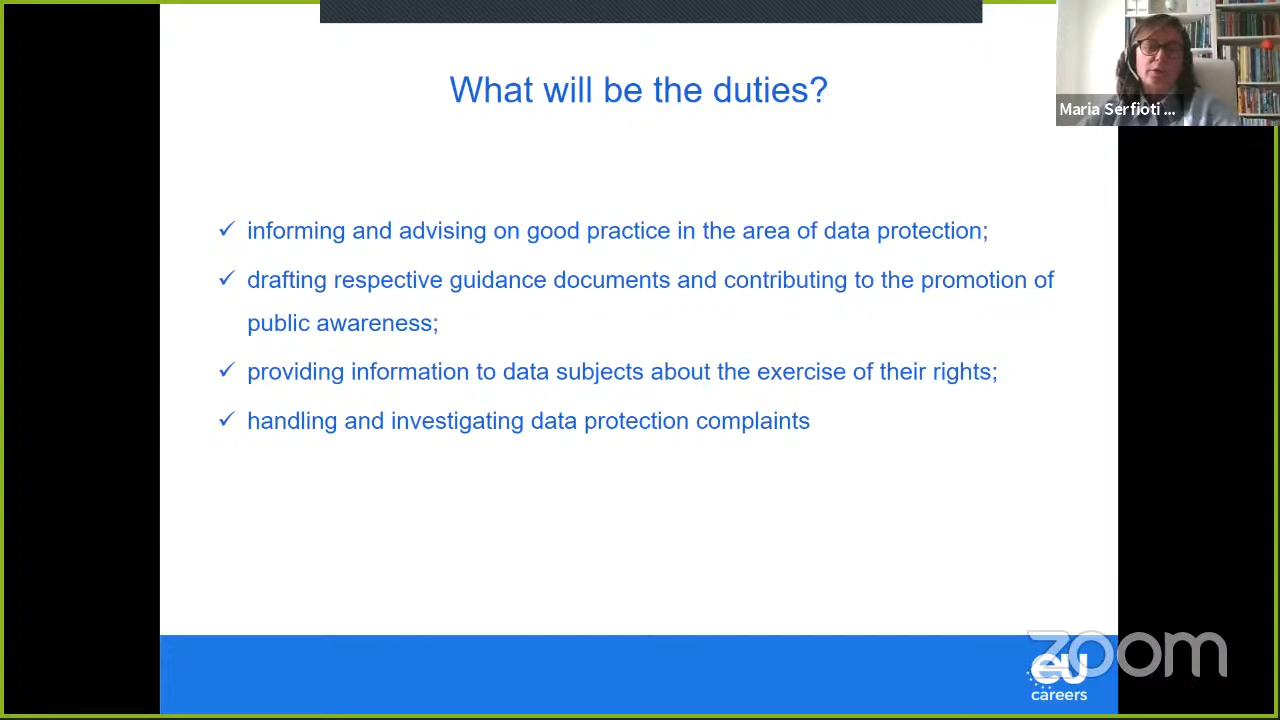 What will be the duties?
Maria Serfioti ...
✓ informing and advising on good practice in the area of data protection;
✓ drafting respective guidance documents and contributing to the promotion of
public awareness;
✓ providing information to data subjects about the exercise of their rights;
✓ handling and investigating data protection complaints
zoom
eu
careers